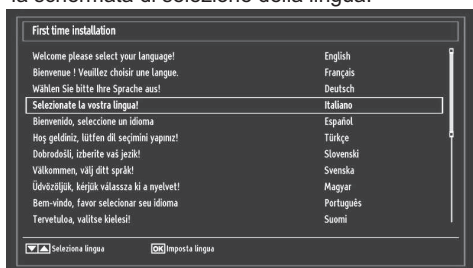 la schermata di selezione della lingua.
First time installation
Welcome please select your language! English
Bienvenue ! Veuillez choisir une langue. Français
Wählen Sie bitte Ihre Sprache aus! Deutsch
Selezionate la vostra lingua! Italiano
Bienvenido, seleccione un idioma Español
Hoş geldiniz, lütfen dil seçimini yapınız! Türkçe
Dobrodošli, izberite vaš jezik! Slovenski
Välkommen, välj ditt språk! Svenska
Üdvözöljük, kérjük válassza ki a nyelvet! Magyar
Bem-vindo, favor selecionar seu idioma Português
Tervetuloa, valitse kielesi! Suomi
Seleziona lingua OK Imposta lingua